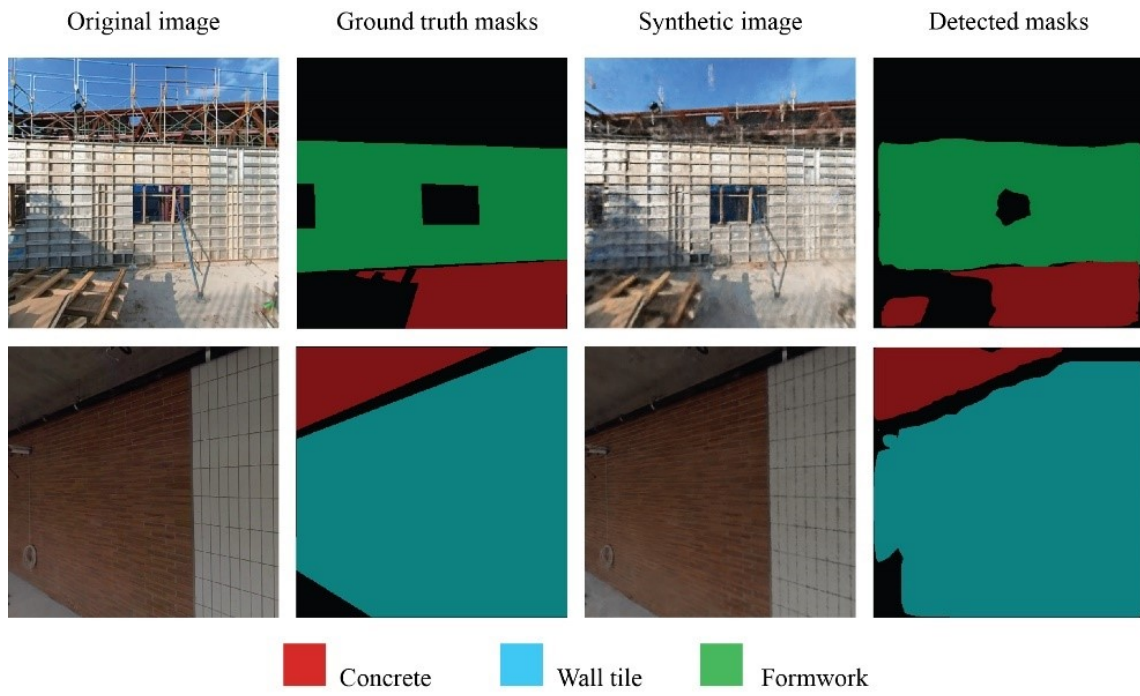 Original image
Ground truth masks
Synthetic image
Detected masks
Concrete
Wall tile
Formwork